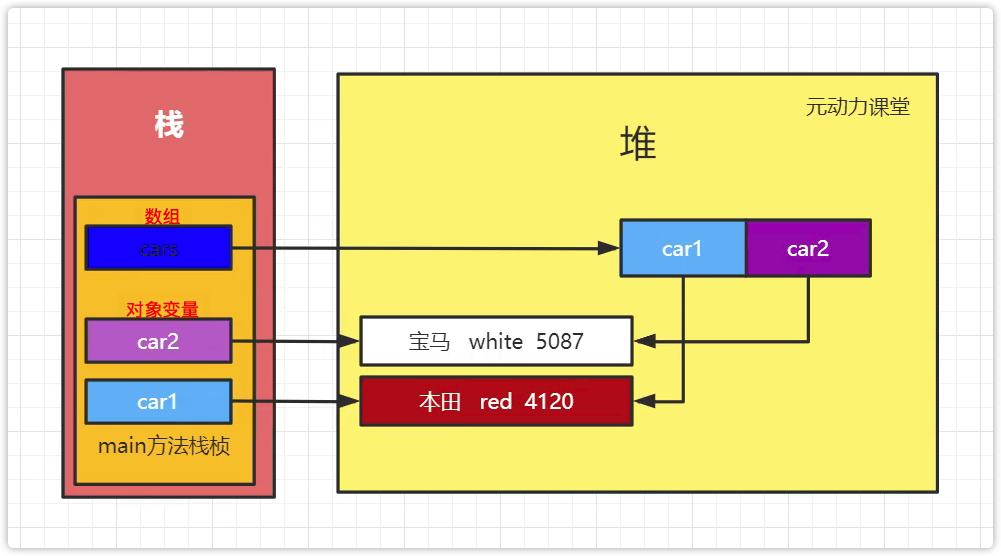 栈
元动力课堂
堆
数组
cars
car1
car2
对象变量
car2
宝马 white 5087
car1
本田 red 4120
main方法栈桢